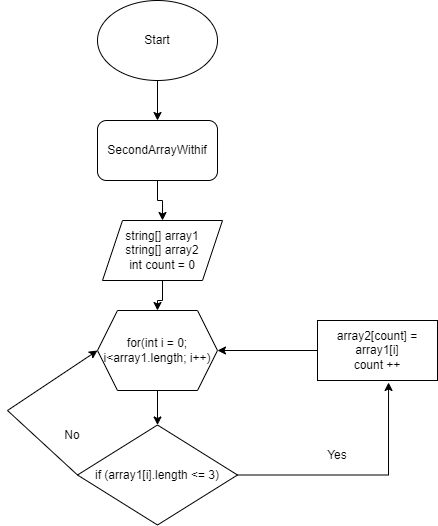 Start
SecondArrayWithif
string[] array1
string[] array2
int count = 0
for(int i = 0;
i<array1.length; i++)
array2[count] =
array1[i]
count ++
No
Yes
if (array1[i].length <= 3)